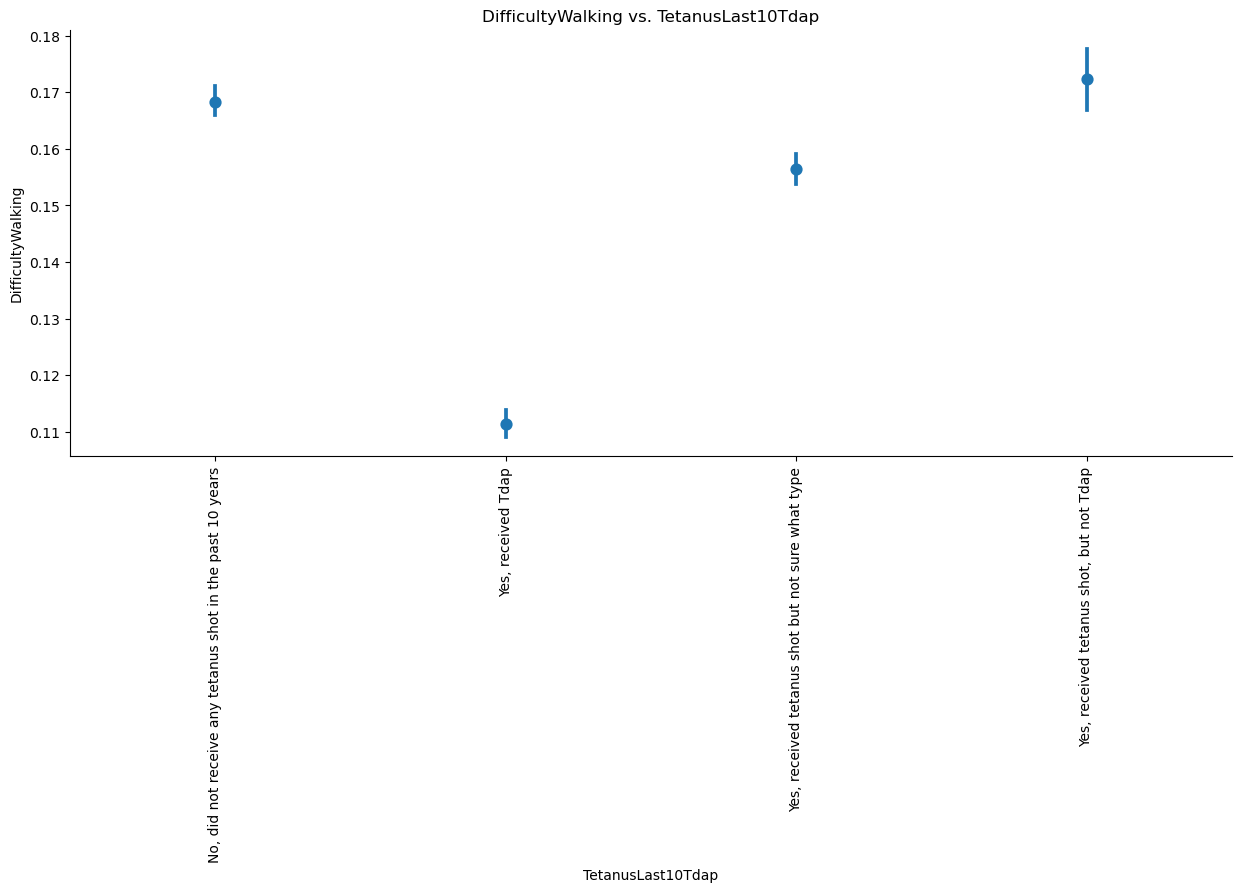 DifficultyWalking vs. TetanusLast10Tdap
DifficultyWalking
0.18
0.17
0.16
0.15
0.14
0.13
0.12
0.11
No, did not receive any tetanus shot in the past 10 years
Yes, received Tdap
Yes, received tetanus shot but not sure what type
Yes, received tetanus shot, but not Tdap
TetanusLast10Tdap